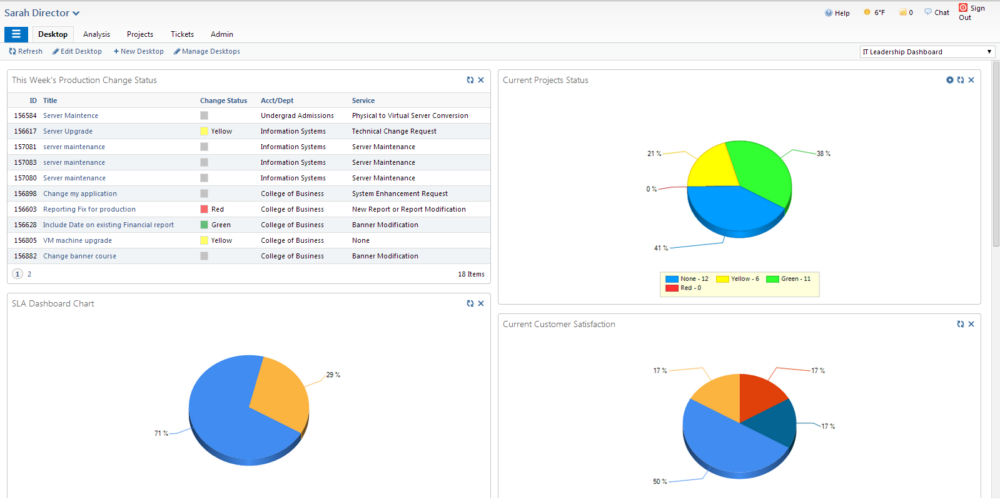 Sarah Director
Help 6°F 0 Chat Sign Out
Desktop Analysis Projects Tickets Admin
Refresh Edit Desktop + New Desktop Manage Desktops IT Leadership Dashboard
This Week's Production Change Status
ID Title Change Status Acct/Dept Service
156584 Server Maintence Undergrad Admissions Physical to Virtual Server Conversion
156617 Server Upgrade Yellow Information Systems Technical Change Request
157081 server maintenance Information Systems Server Maintenance
157083 server maintenance Information Systems Server Maintenance
157080 Server maintenance Information Systems Server Maintenance
156898 Change my application College of Business System Enhancement Request
156603 Reporting Fix for production Red College of Business New Report or Report Modification
156628 Include Date on existing Financial report Green College of Business Banner Modification
156805 VM machine upgrade Yellow College of Business None
156882 Change banner course College of Business Banner Modification
1 2 18 Items
Current Projects Status
21 %
38 %
0 %
41 %
None - 12 Yellow - 6 Green - 11
Red - 0
SLA Dashboard Chart
29 %
71 %
Current Customer Satisfaction
17 %
17 %
17 %
50 %